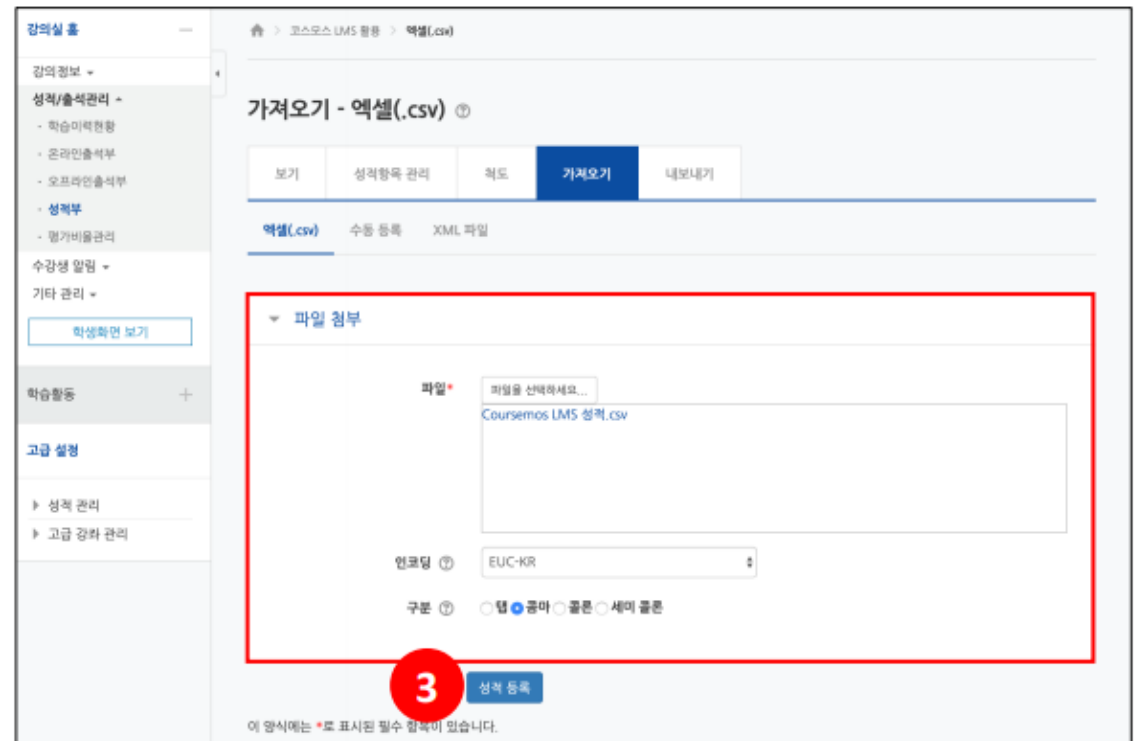 강의실 홈
코스모스 LMS 활용 > 엑셀(.csv)
강의정보
성적/출석관리
- 학습이력현황
- 온라인출석부
- 오프라인출석부
- 성적부
- 평가비율관리
수강생 알림
기타 관리
학생화면 보기
학습활동
고급 설정
성적 관리
고급 강좌 관리
가져오기 - 엑셀(.csv)
보기 성적항목 관리 척도 가져오기 내보내기
엑셀(.csv) 수동 등록 XML 파일
파일 첨부
파일* 파일을 선택하세요...
Coursemos LMS 성적.csv
인코딩 EUC-KR
구분 탭 콤마 콜론 세미 콜론
3 성적 등록
이 양식에는 *로 표시된 필수 항목이 있습니다.